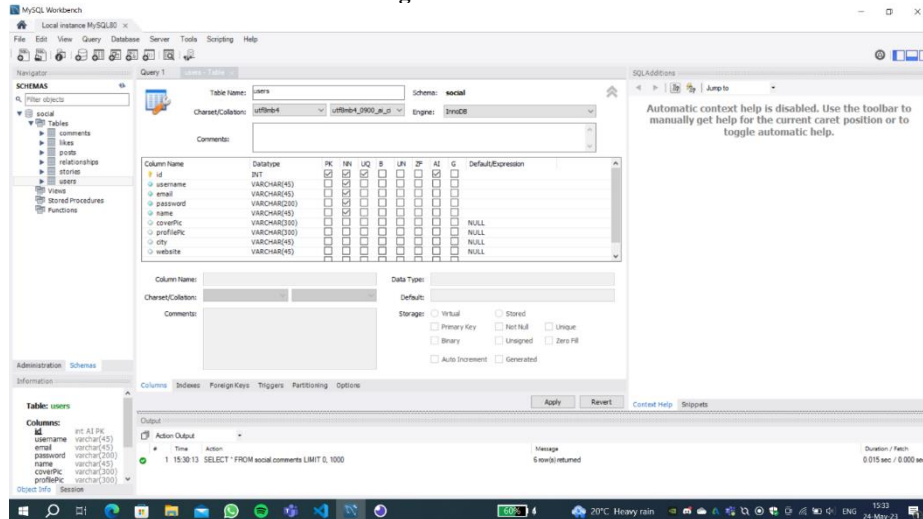 MySQL Workbench
Local instance MySQL80
File Edit View Query Database Server Tools Scripting Help
Navigator
SCHEMAS
Filter objects
social
Tables
comments
likes
posts
relationships
stories
users
Views
Stored Procedures
Functions
Administration Schemas
Information
Table: users
Columns:
id int AI PK
username varchar(45)
email varchar(45)
password varchar(200)
name varchar(45)
coverPic varchar(300)
profilePic varchar(300)
Object Info Session
Query 1 users - Table
Table Name: users Schema: social
Charset/Collation: utf8mb4 utf8mb4_0900_ai_ci Engine: InnoDB
Comments:
Column Name Datatype PK NN UQ B UN ZF AI G Default/Expression
id INT
username VARCHAR(45)
email VARCHAR(45)
password VARCHAR(200)
name VARCHAR(45)
coverPic VARCHAR(300) NULL
profilePic VARCHAR(300) NULL
city VARCHAR(45) NULL
website VARCHAR(45) NULL
Column Name: Data Type:
Charset/Collation: Default:
Comments: Storage: Virtual Stored
Primary Key Not Null Unique
Binary Unsigned Zero Fill
Auto Increment Generated
Columns Indexes Foreign Keys Triggers Partitioning Options
Apply Revert
SQLAdditions
Jump to
Automatic context help is disabled. Use the toolbar to
manually get help for the current caret position or to
toggle automatic help.
Context Help Snippets
Output
Action Output
# Time Action Message Duration / Fetch
1 15:30:13 SELECT * FROM social.comments LIMIT 0, 1000 6 row(s) returned 0.015 sec / 0.000 se
60% 20°C Heavy rain ENG 15:33
24-May-23